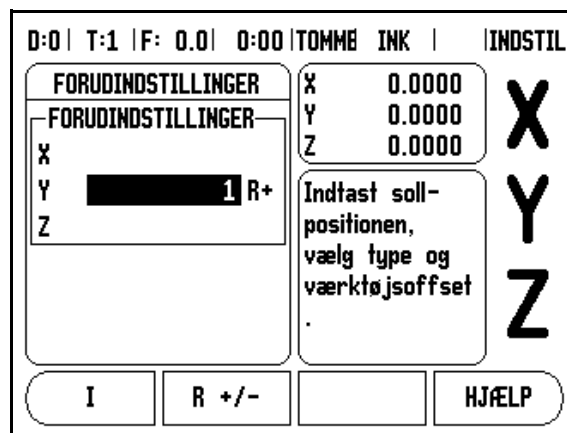 D:0 | T:1 | F: 0.0 | 0:00 | TOMME INK | | INDSTIL
FORUDINDSTILLINGER
FORUDINDSTILLINGER
X
Y 1 R+
Z
X 0.0000
Y 0.0000
Z 0.0000
Indtast soll-
positionen,
vælg type og
værktøjsoffset
.
X
Y
Z
I
R +/-
HJÆLP